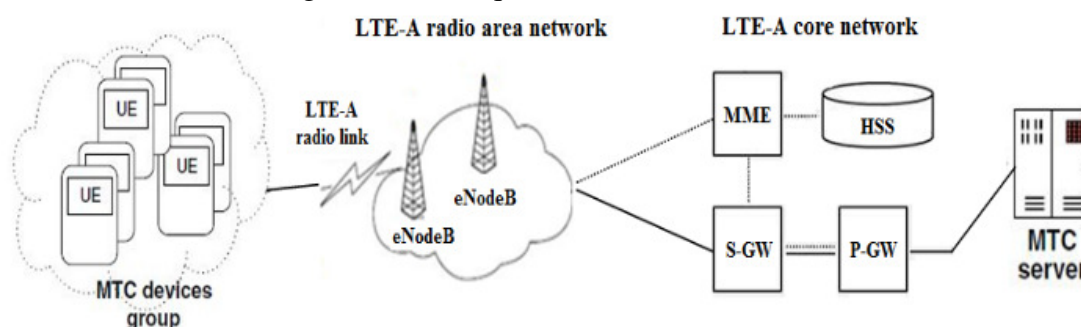 LTE-A radio area network
LTE-A core network
LTE-A
radio link
UE
UE
UE
MTC devices
group
eNodeB
eNodeB
MME
HSS
S-GW
P-GW
MTC
server